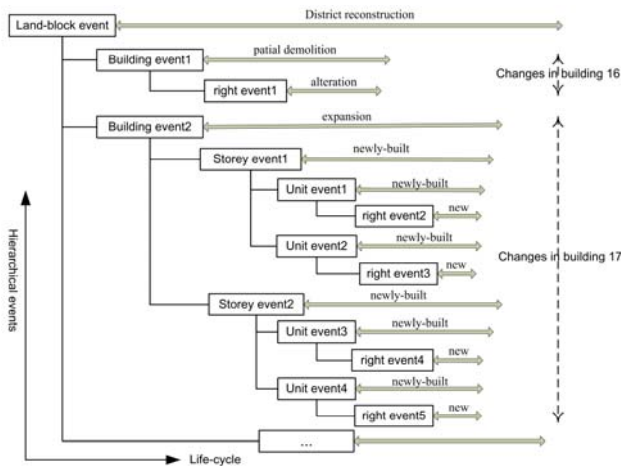 District reconstruction
Land-block event
patial demolition
Building event1
Changes in building 16
alteration
right event1
expansion
Building event2
newly-built
Storey event1
newly-built
Unit event1
new
right event2
newly-built
Unit event2
Changes in building 17
new
right event3
newly-built
Storey event2
newly-built
Unit event3
new
right event4
newly-built
Unit event4
new
right event5
...
Hierarchical events
Life-cycle